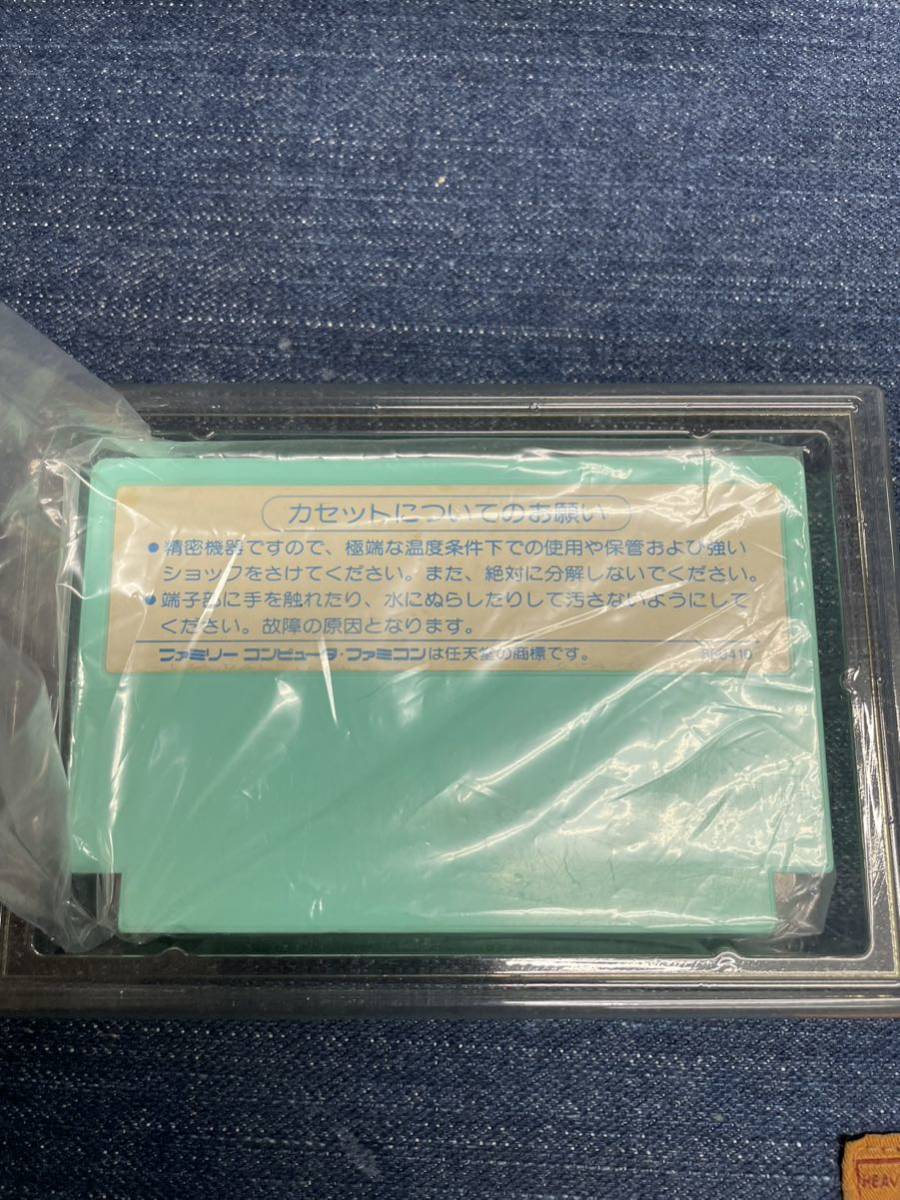 カセットについてのお願い
● 精密機器ですので、極端な温度条件下での使用や保管および強い
ショックをさけてください。また、絶対に分解しないでください。
● 端子部に手を触れたり、水にぬらしたりして汚さないようにして
ください。故障の原因となります。
ファミリー コンピュータ・ファミコンは任天堂の商標です。
HEAV